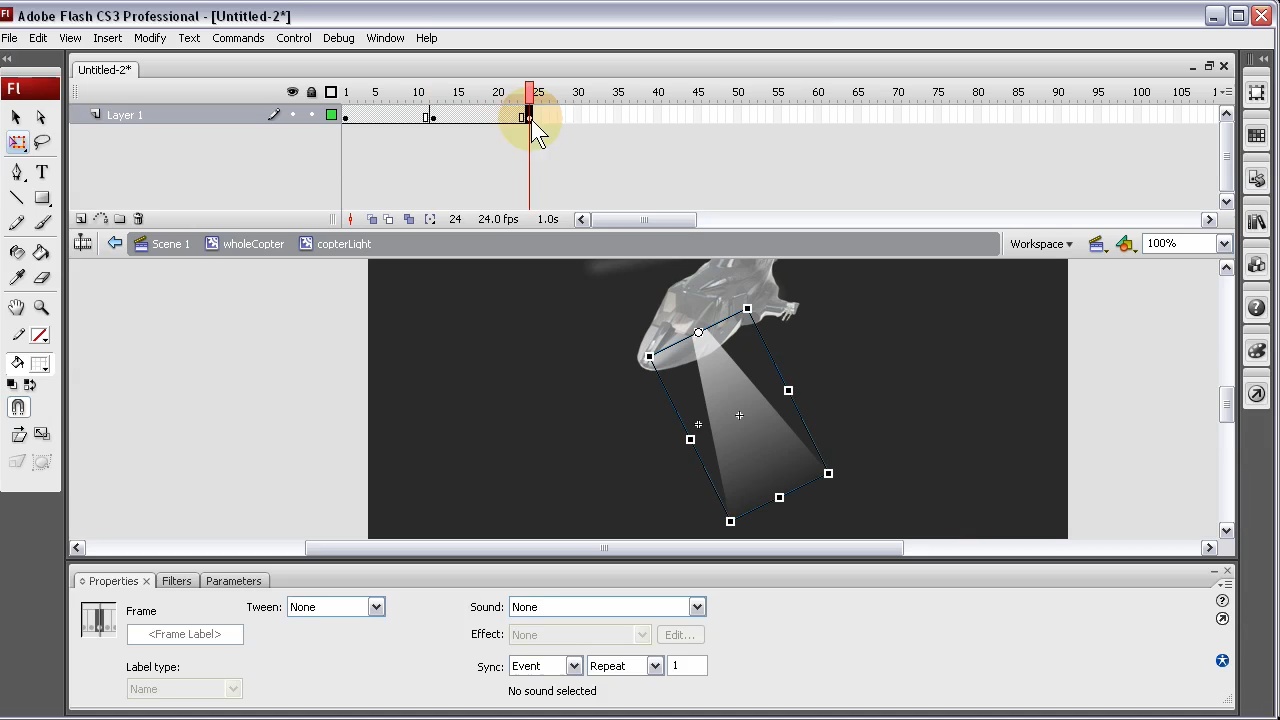 Fl Adobe Flash CS3 Professional - [Untitled-2*]
File Edit View Insert Modify Text Commands Control Debug Window Help
Untitled-2*
Fl
1 5 10 15 20 25 30 35 40 45 50 55 60 65 70 75 80 85 90 95 100 105 1
Layer 1
24 24.0 fps 1.0s
Scene 1 wholeCopter copterLight Workspace 100%
Properties Filters Parameters
Frame Tween: None Sound: None
<Frame Label> Effect: None Edit...
Label type: Sync: Event Repeat 1
Name No sound selected